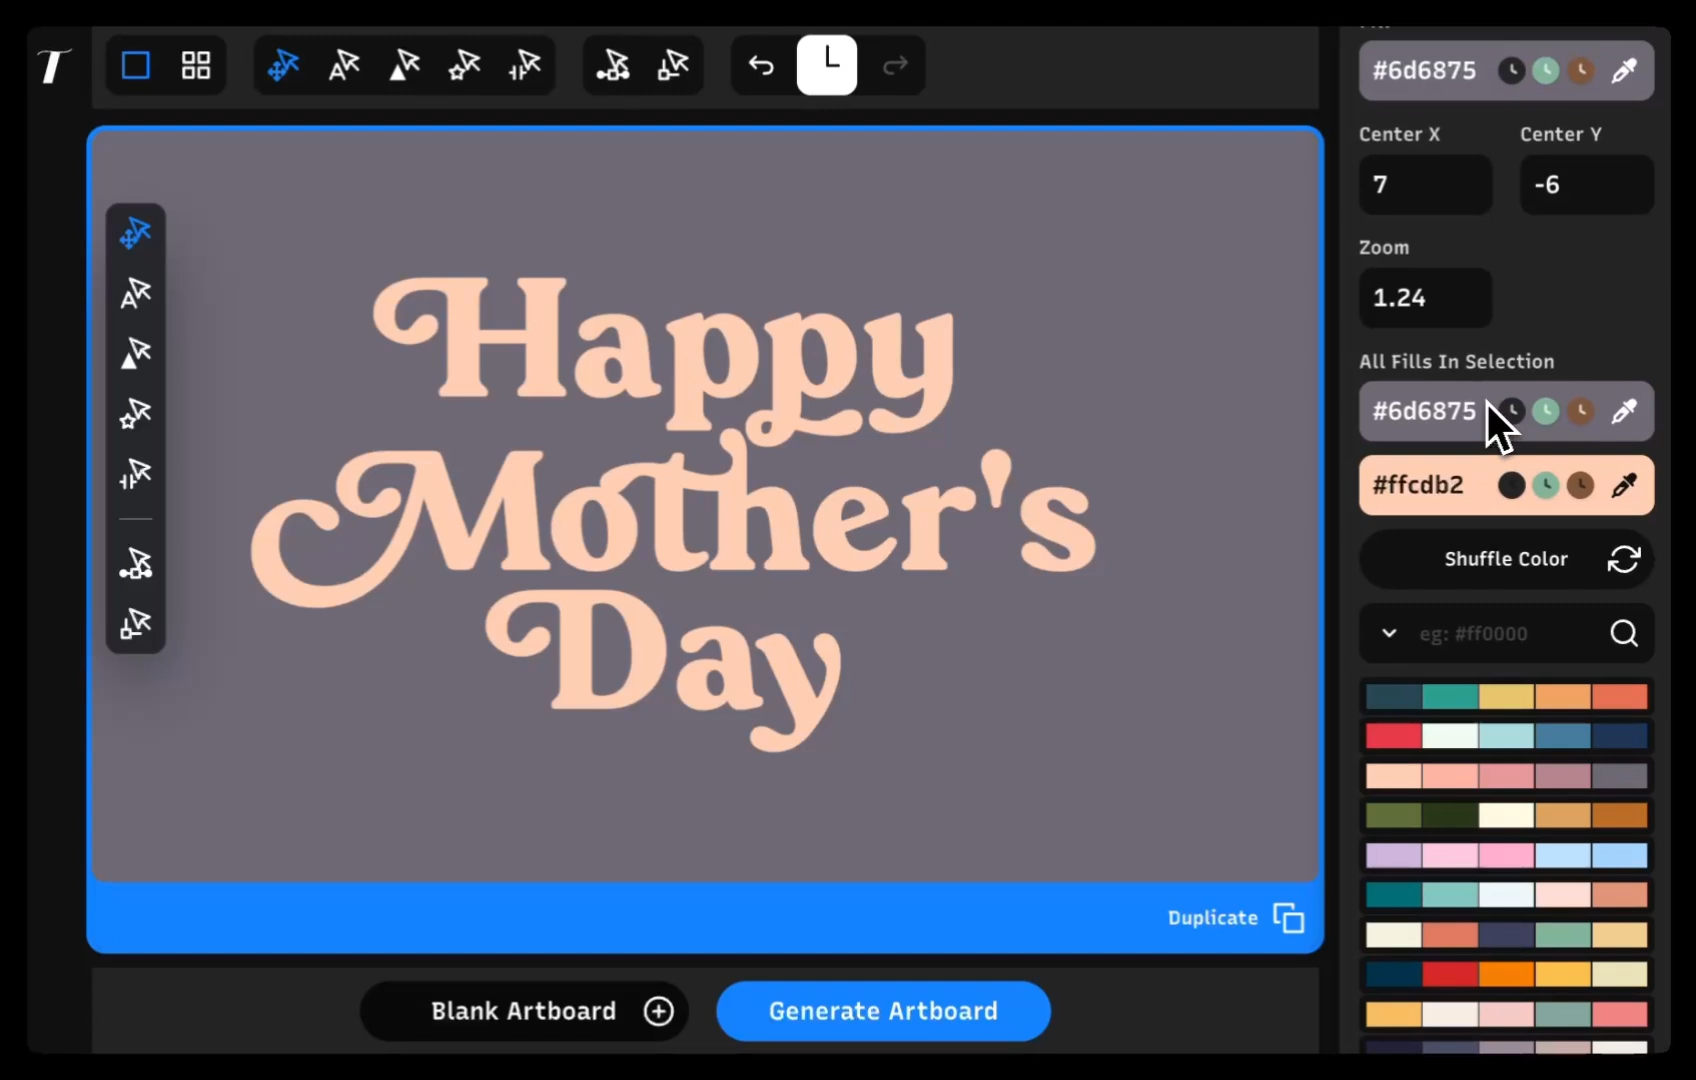 T
#6d6875
Center X
Center Y
7
-6
Zoom
1.24
All Fills In Selection
#6d6875
#ffcdb2
Shuffle Color
eg: #ff0000
Happy
Mother's
Day
Duplicate
Blank Artboard
Generate Artboard